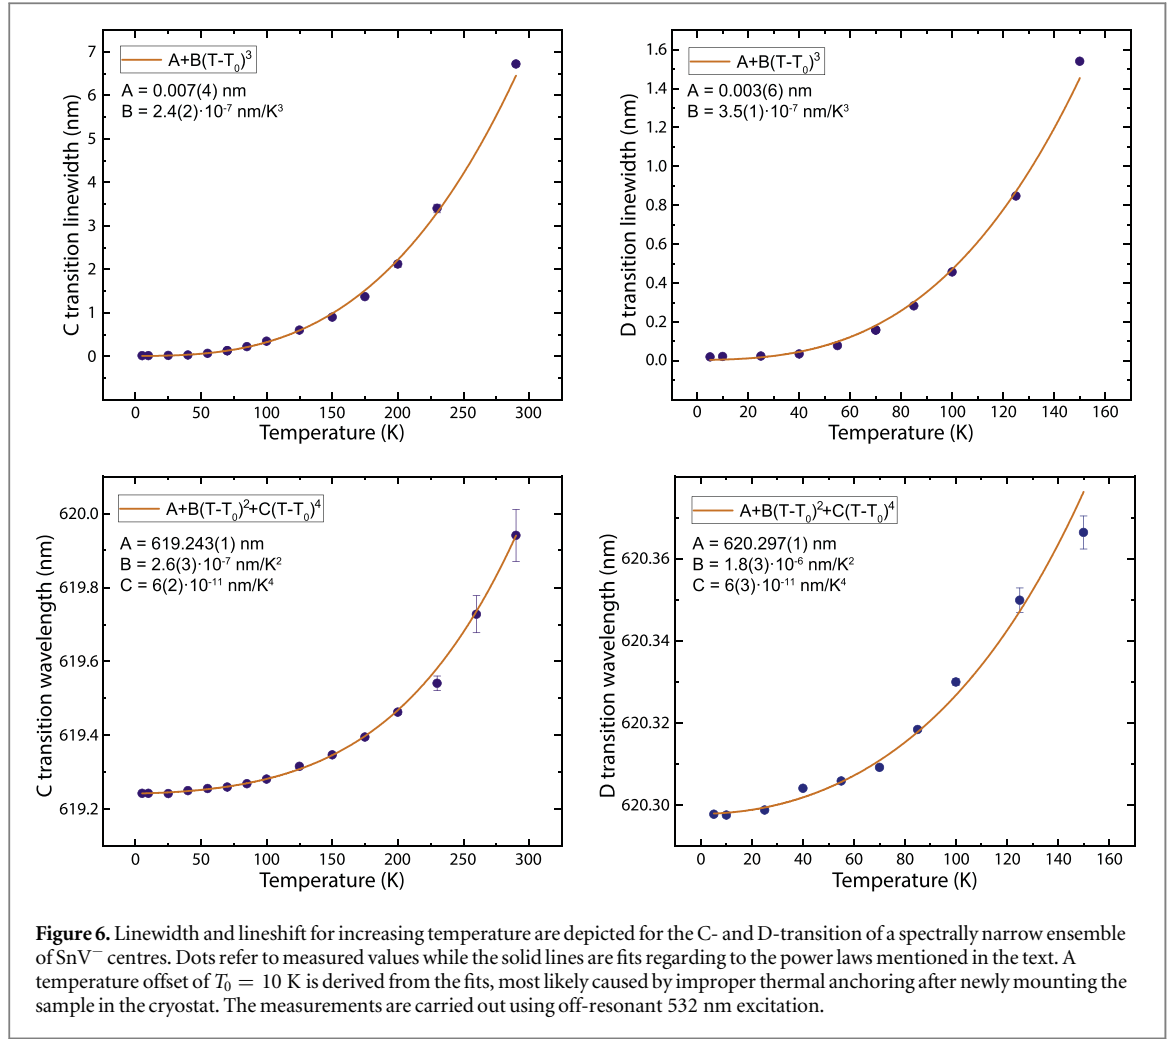 A+B(T-T₀)³
A = 0.007(4) nm
B = 2.4(2)·10⁻⁷ nm/K³
C transition linewidth (nm)
7
6
5
4
3
2
1
0
0 50 100 150 200 250 300
Temperature (K)
A+B(T-T₀)³
A = 0.003(6) nm
B = 3.5(1)·10⁻⁷ nm/K³
D transition linewidth (nm)
1.6
1.4
1.2
1.0
0.8
0.6
0.4
0.2
0.0
0 20 40 60 80 100 120 140 160
Temperature (K)
A+B(T-T₀)²+C(T-T₀)⁴
A = 619.243(1) nm
B = 2.6(3)·10⁻⁷ nm/K²
C = 6(2)·10⁻¹¹ nm/K⁴
C transition wavelength (nm)
620.0
619.8
619.6
619.4
619.2
0 50 100 150 200 250 300
Temperature (K)
A+B(T-T₀)²+C(T-T₀)⁴
A = 620.297(1) nm
B = 1.8(3)·10⁻⁶ nm/K²
C = 6(3)·10⁻¹¹ nm/K⁴
D transition wavelength (nm)
620.36
620.34
620.32
620.30
0 20 40 60 80 100 120 140 160
Temperature (K)
Figure 6. Linewidth and lineshift for increasing temperature are depicted for the C- and D-transition of a spectrally narrow ensemble
of SnV⁻ centres. Dots refer to measured values while the solid lines are fits regarding to the power laws mentioned in the text. A
temperature offset of T₀ = 10 K is derived from the fits, most likely caused by improper thermal anchoring after newly mounting the
sample in the cryostat. The measurements are carried out using off-resonant 532 nm excitation.